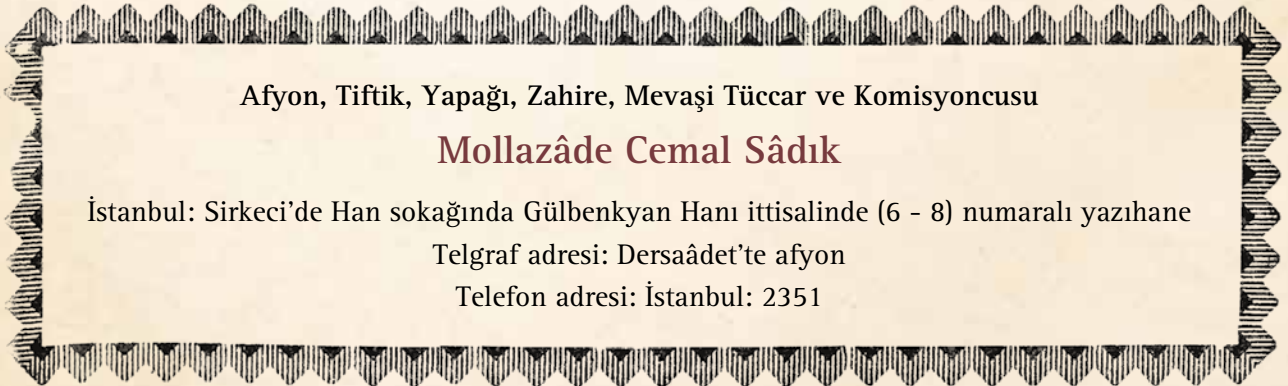 Afyon, Tiftik, Yapağı, Zahire, Mevaşi Tüccar ve Komisyoncusu
Mollazâde Cemal Sâdık
İstanbul: Sirkeci’de Han sokağında Gülbenkyan Hanı ittisalinde (6 - 8) numaralı yazıhane
Telgraf adresi: Dersaâdet’te afyon
Telefon adresi: İstanbul: 2351